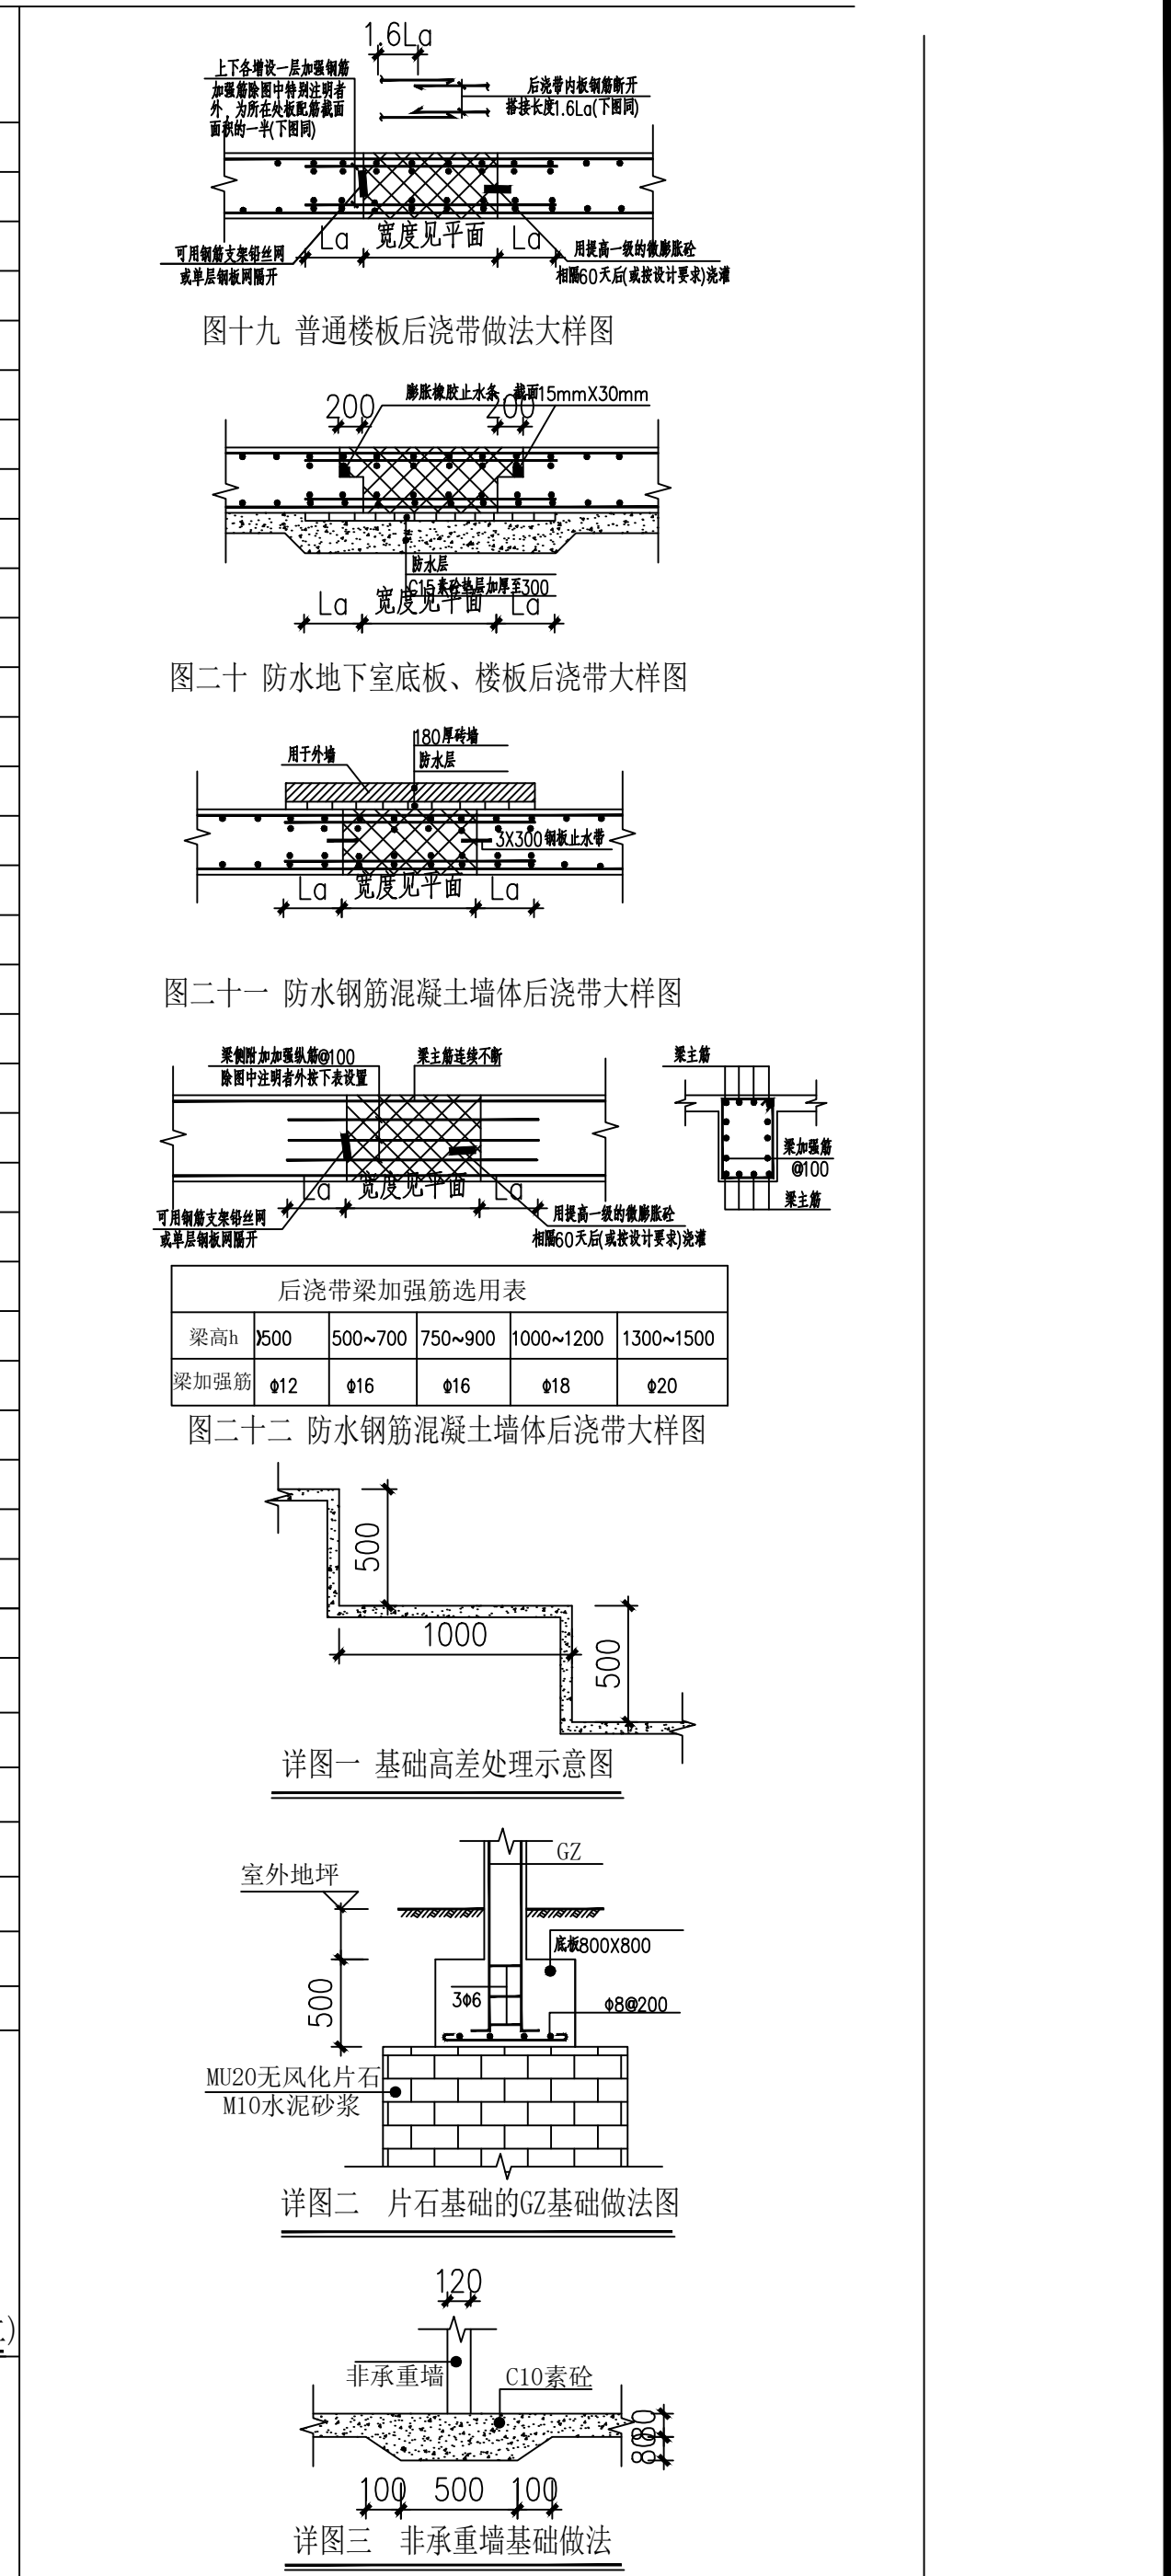 1.6La
上下各增设一层加强钢筋
加强筋除图中特别注明者
外，为所在处板配筋截面
面积的一半(下图同)
后浇带内板钢筋断开
搭接长度1.6La(下图同)
La 宽度见平面 La
可用钢筋支架铅丝网
或单层钢板网隔开
用提高一级的微膨胀砼
相隔60天后(或按设计要求)浇灌
图十九 普通楼板后浇带做法大样图
膨胀橡胶止水条 截面15mmX30mm
200 200
防水层
C15素砼垫层加厚至300
La 宽度见平面 La
图二十 防水地下室底板、楼板后浇带大样图
180厚砖墙
用于外墙
防水层
3X300钢板止水带
La 宽度见平面 La
图二十一 防水钢筋混凝土墙体后浇带大样图
梁侧附加加强纵筋@100
除图中注明者外按下表设置
梁主筋连续不断
梁主筋
梁加强筋
@100
梁主筋
La 宽度见平面 La
可用钢筋支架铅丝网
或单层钢板网隔开
用提高一级的微膨胀砼
相隔60天后(或按设计要求)浇灌
后浇带梁加强筋选用表
梁高h 500 500~700 750~900 1000~1200 1300~1500
梁加强筋 ϕ12 ϕ16 ϕ16 ϕ18 ϕ20
图二十二 防水钢筋混凝土墙体后浇带大样图
500
1000
500
详图一 基础高差处理示意图
GZ
室外地坪
底板800X800
500
3ϕ6
ϕ8@200
MU20无风化片石
M10水泥砂浆
详图二 片石基础的GZ基础做法图
120
非承重墙
C10素砼
80
80
100 500 100
详图三 非承重墙基础做法